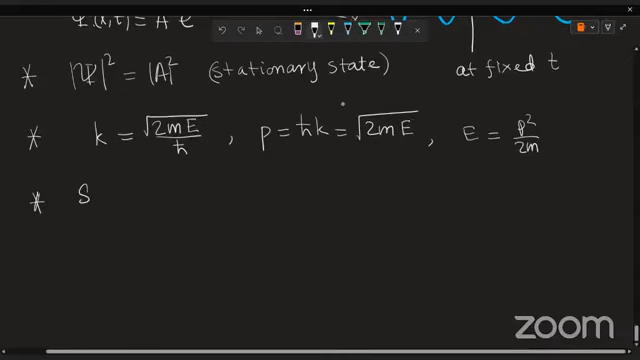 Ψ(x,t) = A e
* |Ψ|² = |A|² (stationary state) at fixed t
* k = √(2mE)/ħ , p = ħk = √(2mE) , E = p²/2m
* S
zoom